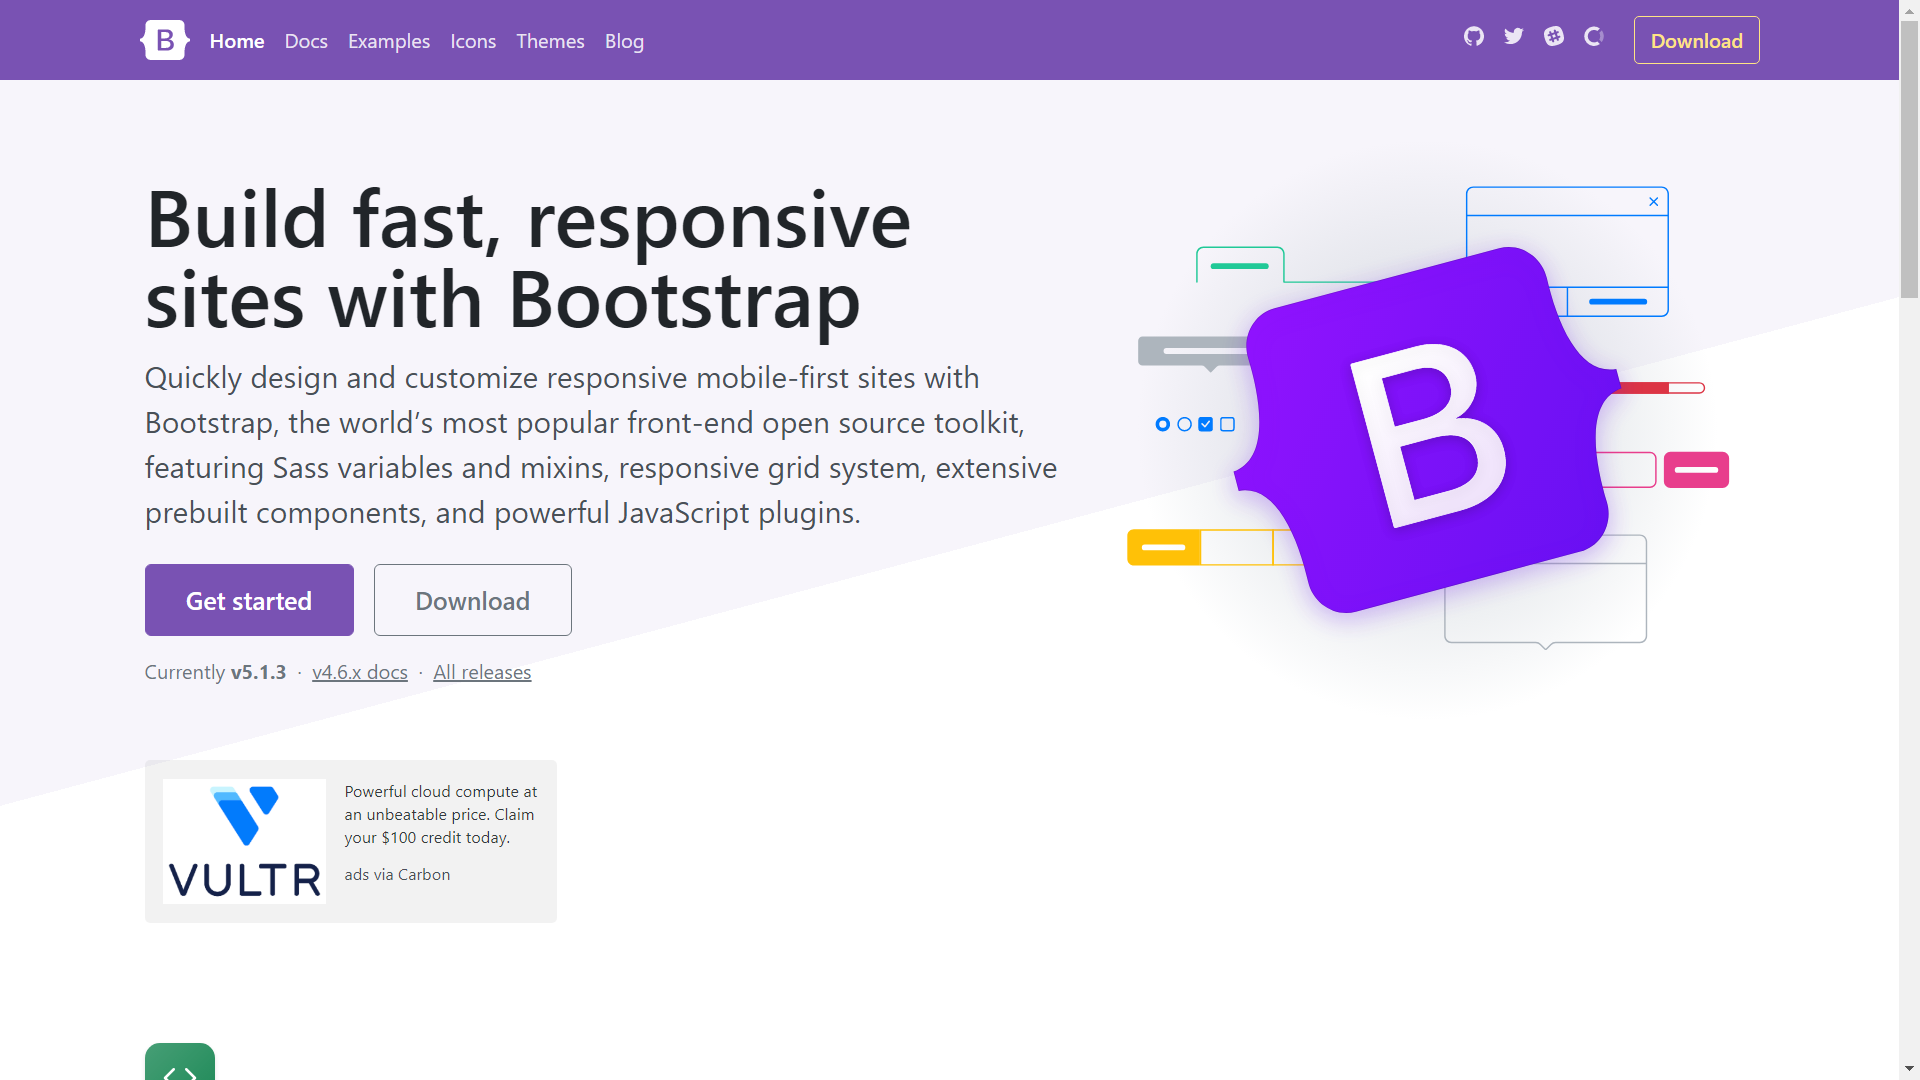 B Home Docs Examples Icons Themes Blog Download
Build fast, responsive
sites with Bootstrap
Quickly design and customize responsive mobile-first sites with
Bootstrap, the world’s most popular front-end open source toolkit,
featuring Sass variables and mixins, responsive grid system, extensive
prebuilt components, and powerful JavaScript plugins.
Get started Download
Currently v5.1.3 · v4.6.x docs · All releases
B
VULTR
Powerful cloud compute at
an unbeatable price. Claim
your $100 credit today.
ads via Carbon